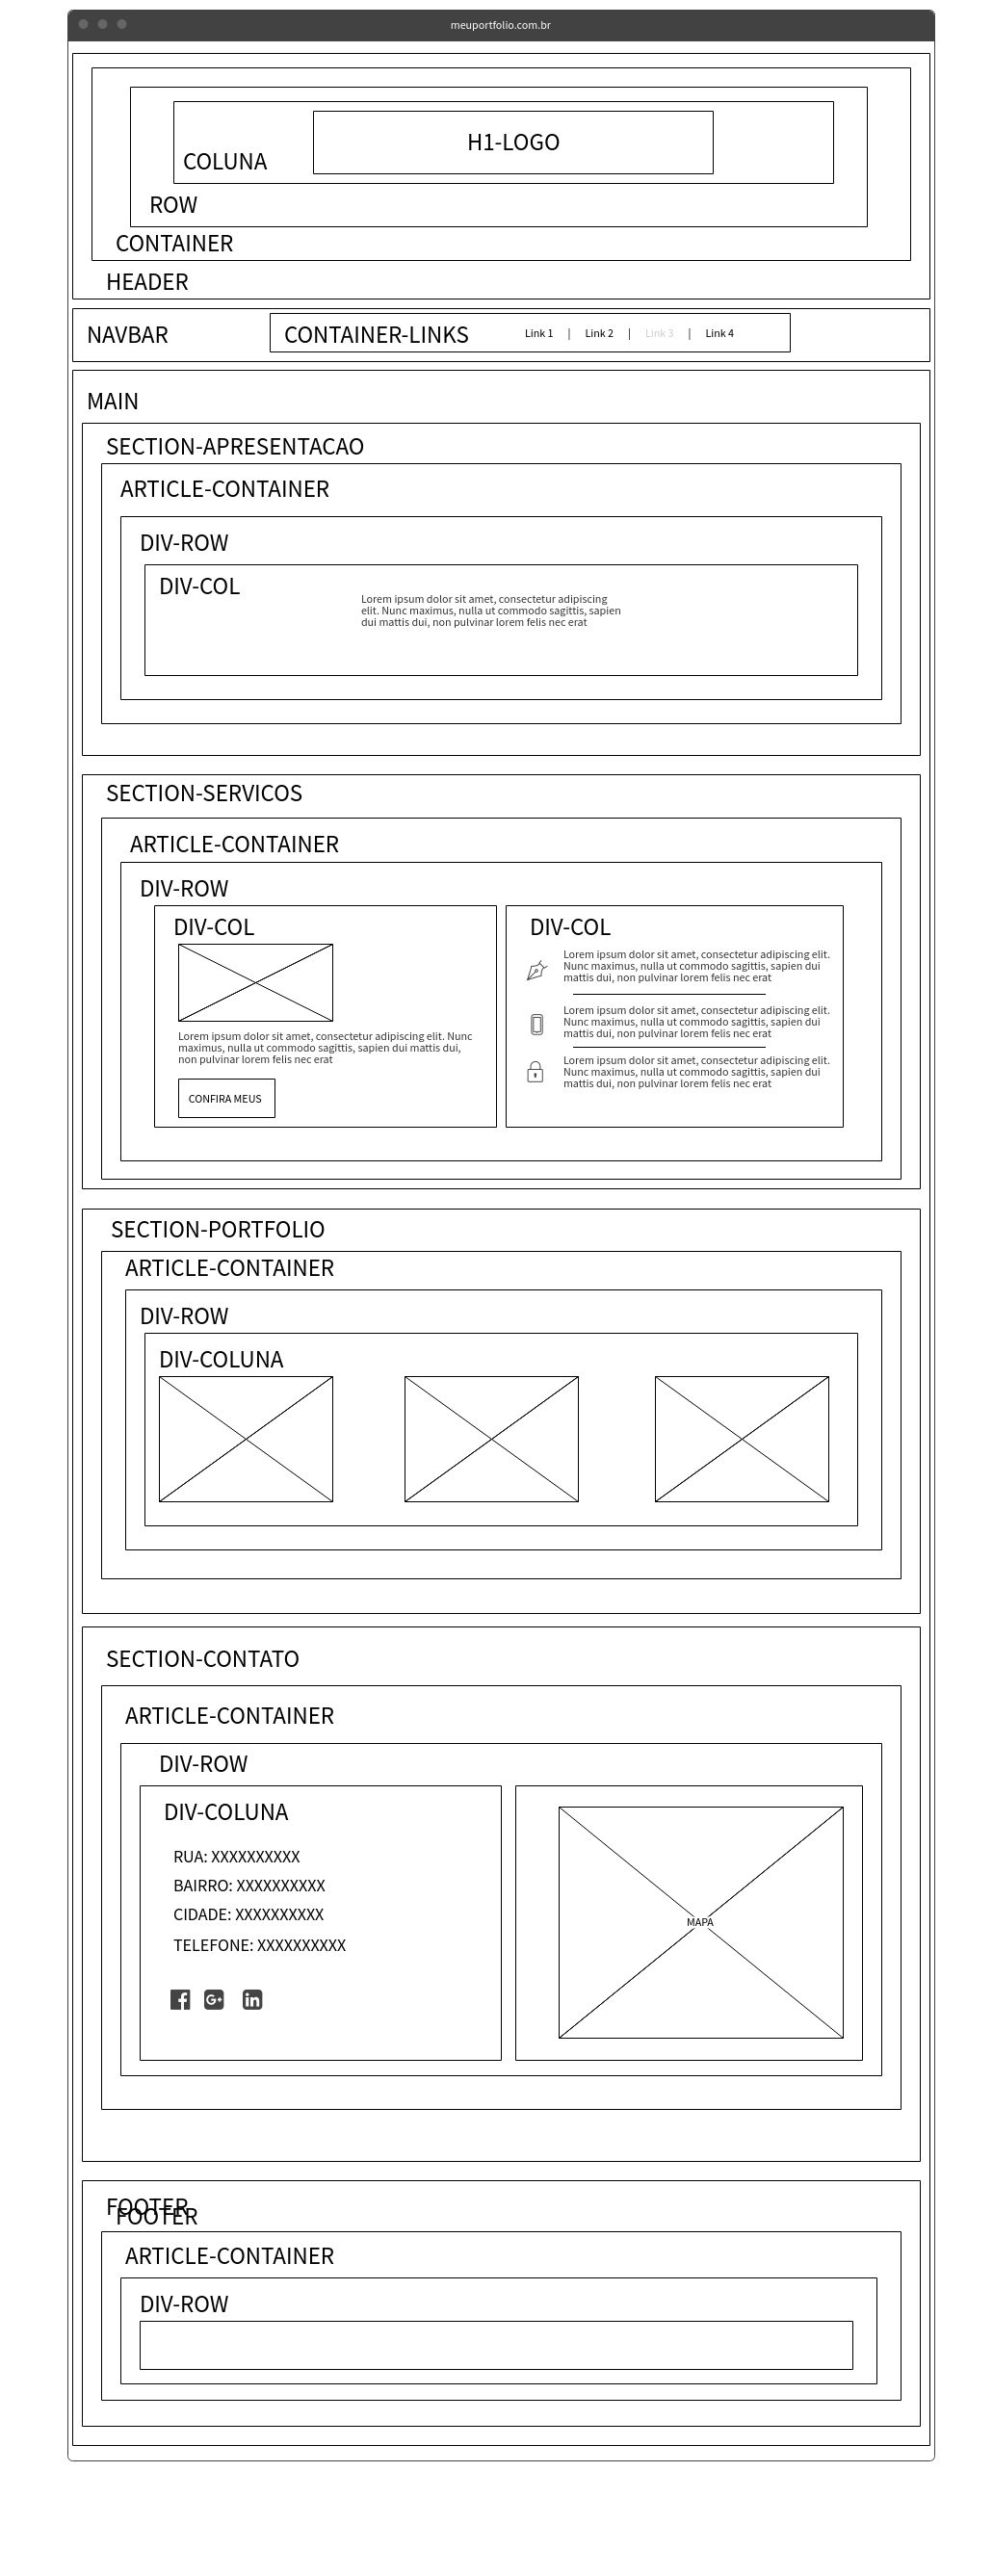 meuportfolio.com.br
H1-LOGO
COLUNA
ROW
CONTAINER
HEADER
NAVBAR
CONTAINER-LINKS
Link 1 | Link 2 | Link 3 | Link 4
MAIN
SECTION-APRESENTACAO
ARTICLE-CONTAINER
DIV-ROW
DIV-COL
Lorem ipsum dolor sit amet, consectetur adipiscing
elit. Nunc maximus, nulla ut commodo sagittis, sapien
dui mattis dui, non pulvinar lorem felis nec erat
SECTION-SERVICOS
ARTICLE-CONTAINER
DIV-ROW
DIV-COL
Lorem ipsum dolor sit amet, consectetur adipiscing elit. Nunc
maximus, nulla ut commodo sagittis, sapien dui mattis dui,
non pulvinar lorem felis nec erat
CONFIRA MEUS
DIV-COL
Lorem ipsum dolor sit amet, consectetur adipiscing elit.
Nunc maximus, nulla ut commodo sagittis, sapien dui
mattis dui, non pulvinar lorem felis nec erat
Lorem ipsum dolor sit amet, consectetur adipiscing elit.
Nunc maximus, nulla ut commodo sagittis, sapien dui
mattis dui, non pulvinar lorem felis nec erat
Lorem ipsum dolor sit amet, consectetur adipiscing elit.
Nunc maximus, nulla ut commodo sagittis, sapien dui
mattis dui, non pulvinar lorem felis nec erat
SECTION-PORTFOLIO
ARTICLE-CONTAINER
DIV-ROW
DIV-COLUNA
SECTION-CONTATO
ARTICLE-CONTAINER
DIV-ROW
DIV-COLUNA
RUA: XXXXXXXXXX
BAIRRO: XXXXXXXXXX
CIDADE: XXXXXXXXXX
TELEFONE: XXXXXXXXXX
MAPA
FOOTER
FOOTER
ARTICLE-CONTAINER
DIV-ROW